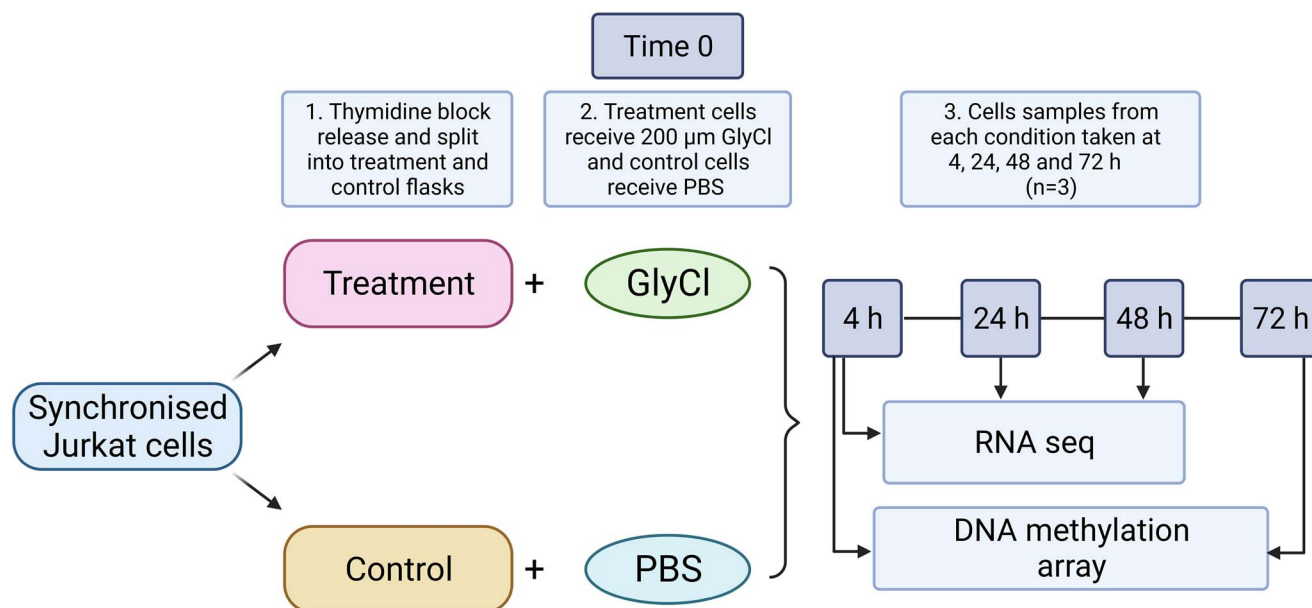 Time 0
1. Thymidine block
release and split
into treatment and
control flasks
2. Treatment cells
receive 200 µm GlyCl
and control cells
receive PBS
3. Cells samples from
each condition taken at
4, 24, 48 and 72 h
(n=3)
Treatment
+
GlyCl
4 h
24 h
48 h
72 h
Synchronised
Jurkat cells
RNA seq
DNA methylation
array
Control
+
PBS